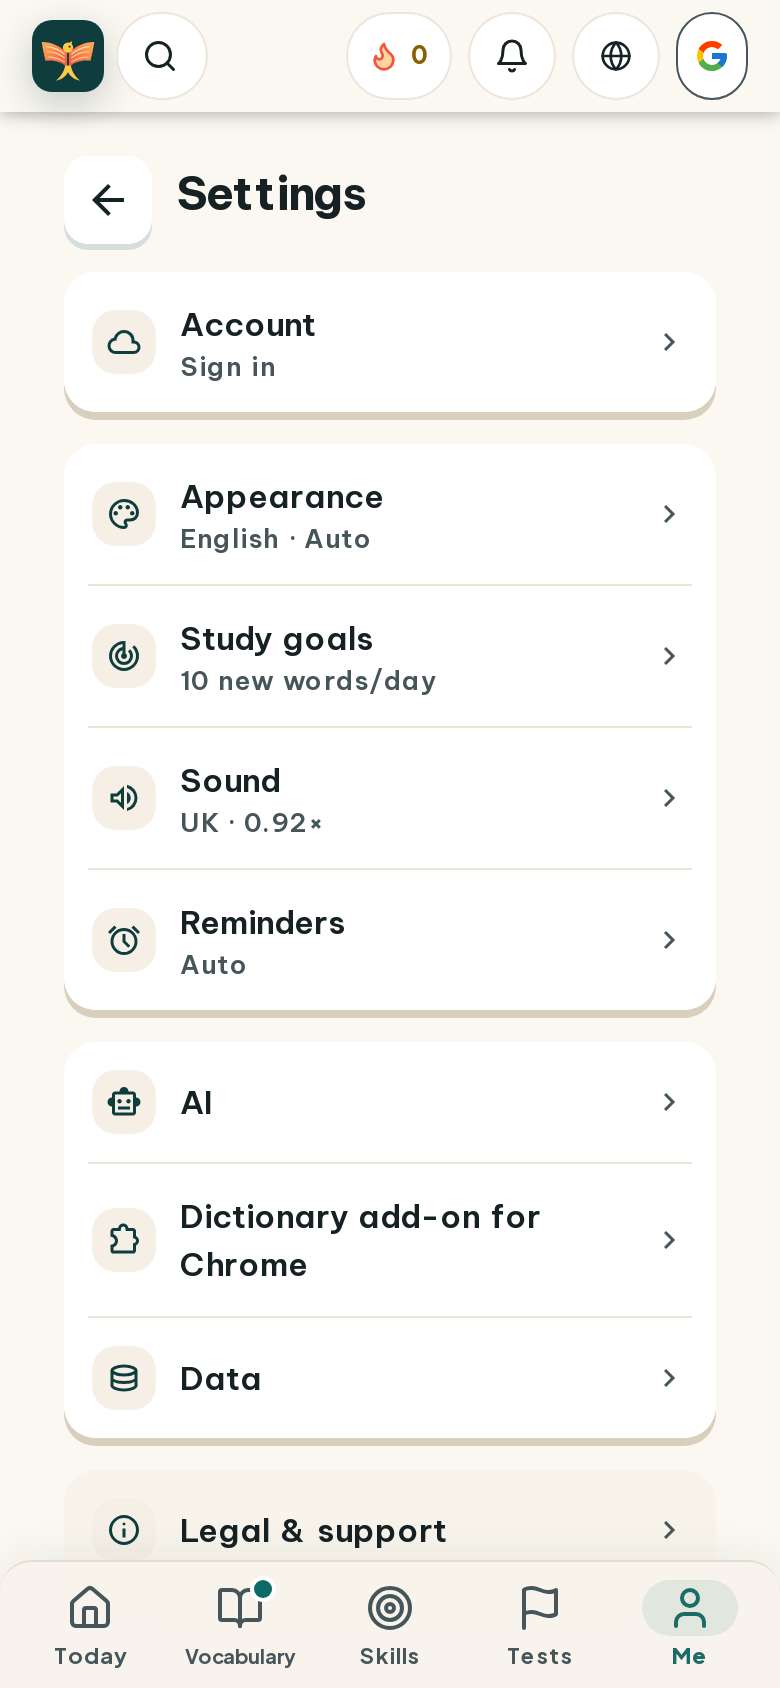 0
Settings
Account
Sign in
Appearance
English · Auto
Study goals
10 new words/day
Sound
UK · 0.92×
Reminders
Auto
AI
Dictionary add-on for
Chrome
Data
Legal & support
Today
Vocabulary
Skills
Tests
Me